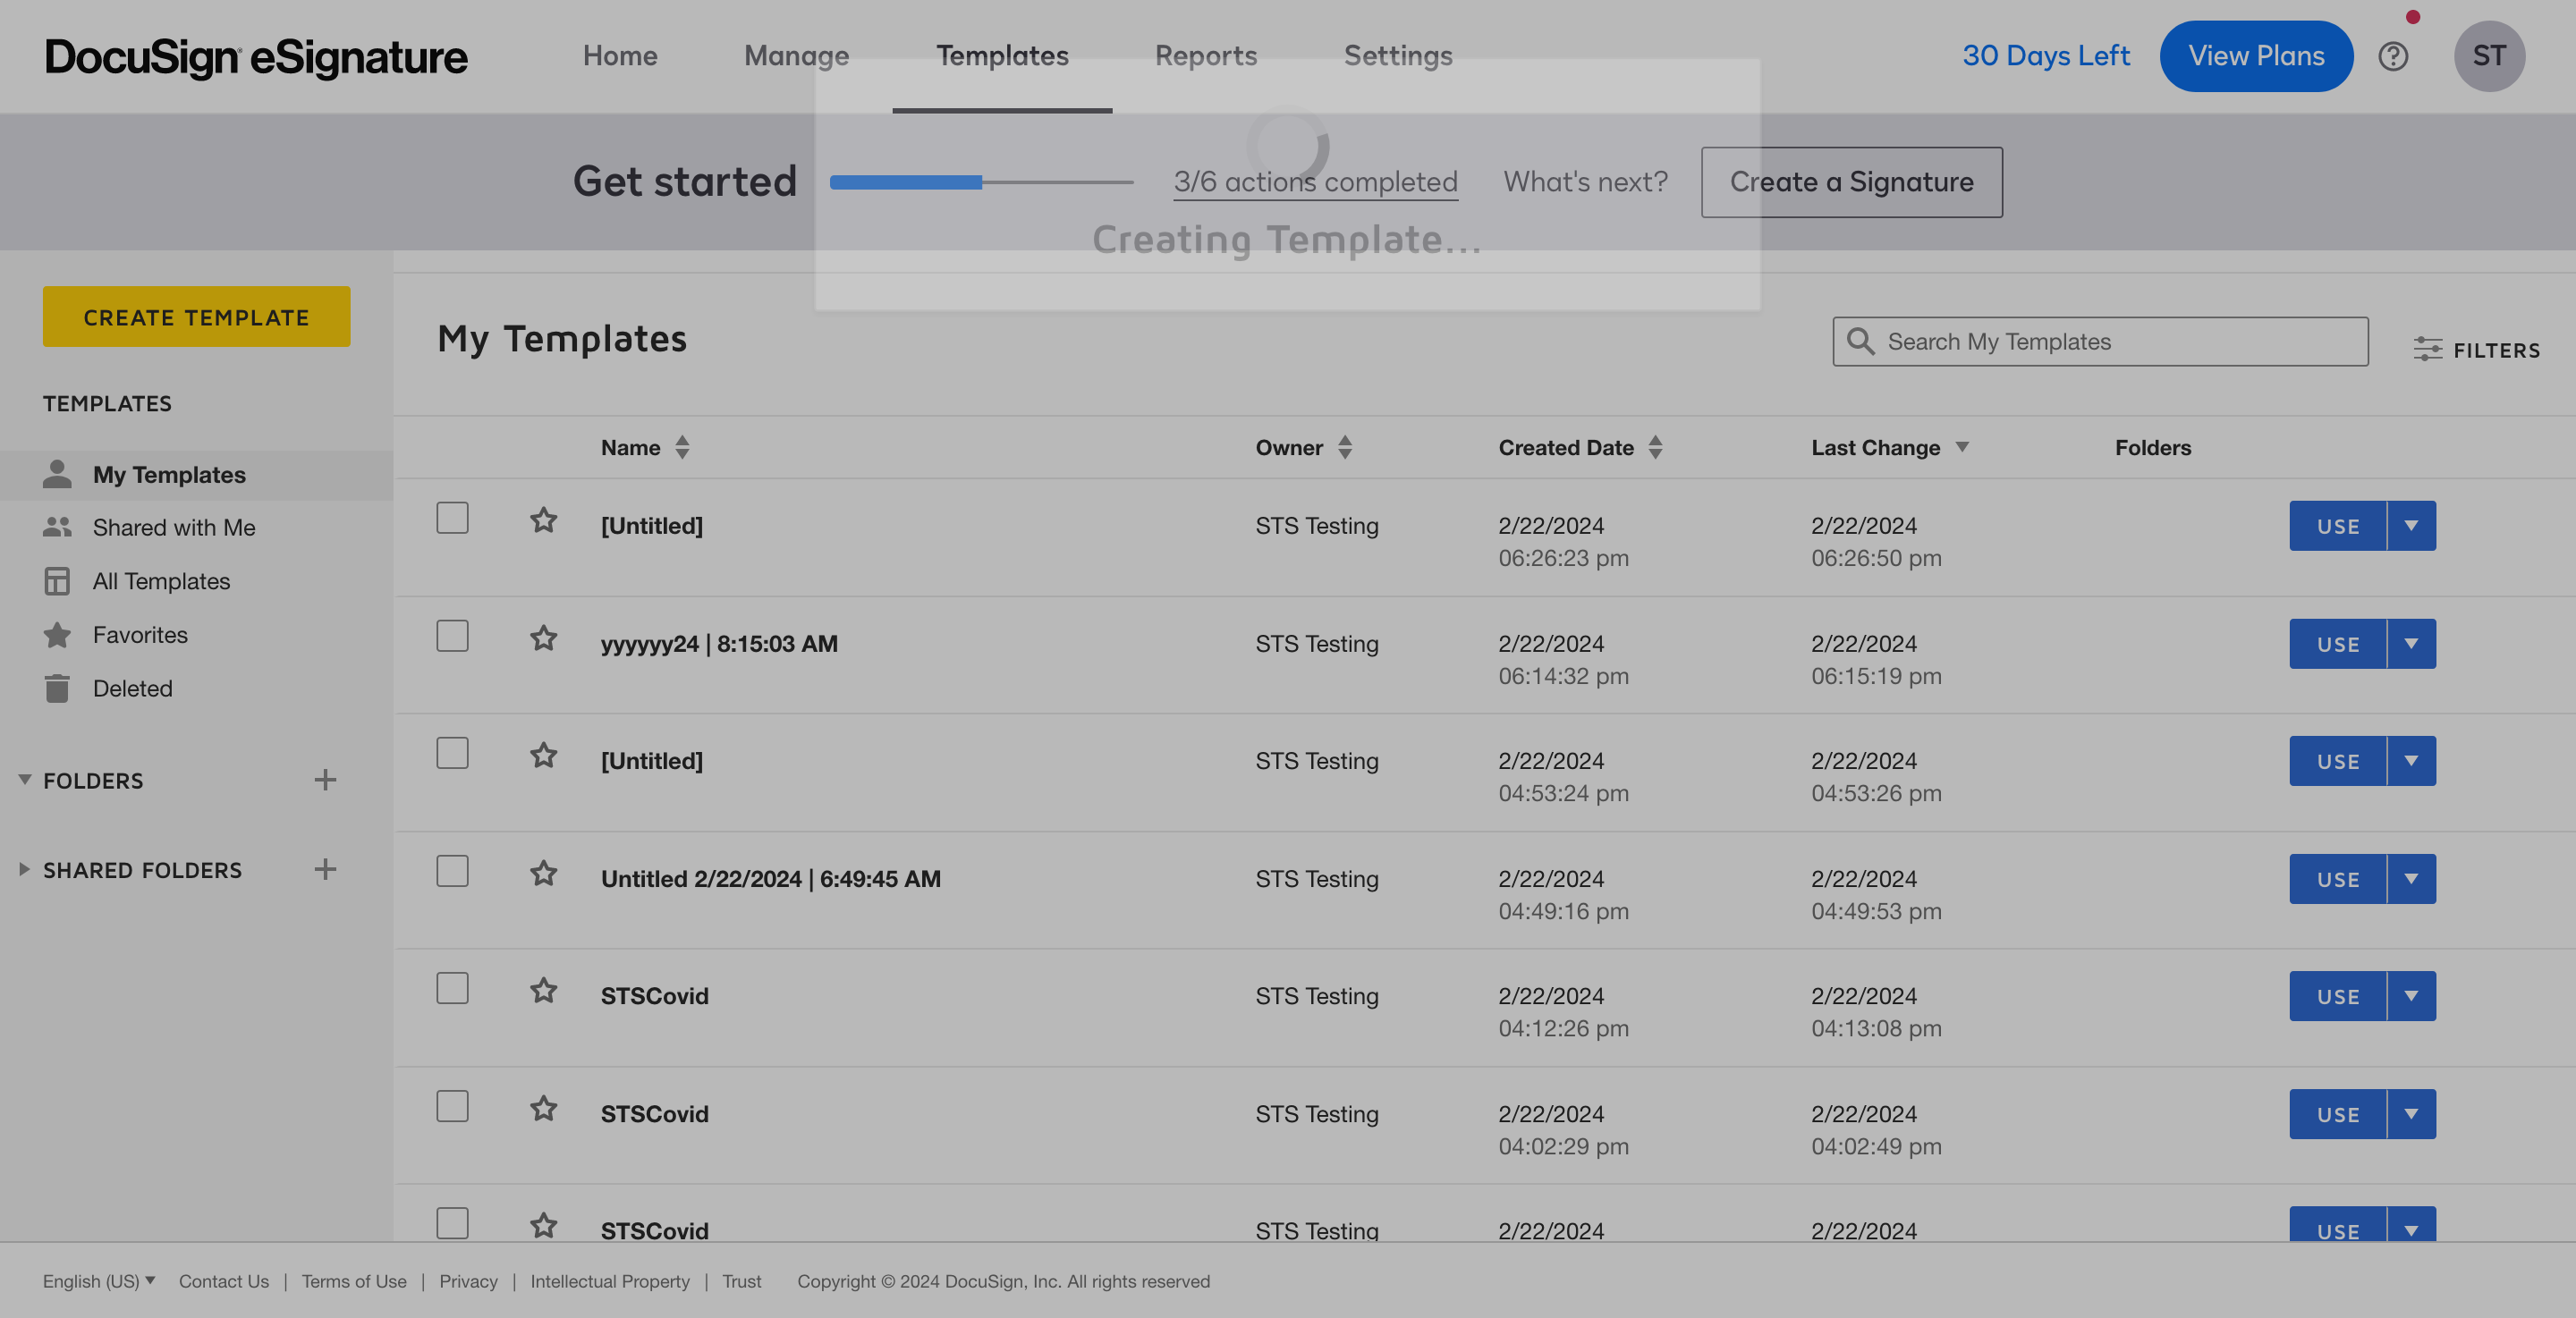 DocuSign eSignature
Home Manage Templates Reports Settings 30 Days Left View Plans ST
Get started 3/6 actions completed What's next? Create a Signature
Creating Template...
CREATE TEMPLATE
TEMPLATES
My Templates
Shared with Me
All Templates
Favorites
Deleted
FOLDERS
SHARED FOLDERS
My Templates
Search My Templates
FILTERS
Name Owner Created Date Last Change Folders
[Untitled] STS Testing 2/22/2024 2/22/2024 USE
06:26:23 pm 06:26:50 pm
yyyyyy24 | 8:15:03 AM STS Testing 2/22/2024 2/22/2024 USE
06:14:32 pm 06:15:19 pm
[Untitled] STS Testing 2/22/2024 2/22/2024 USE
04:53:24 pm 04:53:26 pm
Untitled 2/22/2024 | 6:49:45 AM STS Testing 2/22/2024 2/22/2024 USE
04:49:16 pm 04:49:53 pm
STSCovid STS Testing 2/22/2024 2/22/2024 USE
04:12:26 pm 04:13:08 pm
STSCovid STS Testing 2/22/2024 2/22/2024 USE
04:02:29 pm 04:02:49 pm
STSCovid STS Testing 2/22/2024 2/22/2024 USE
English (US) Contact Us | Terms of Use | Privacy | Intellectual Property | Trust Copyright © 2024 DocuSign, Inc. All rights reserved